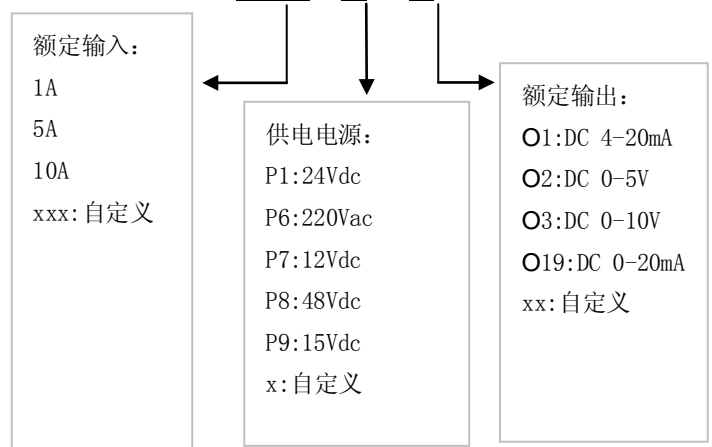 额定输入：
1A
5A
10A
xxx:自定义
供电电源：
P1:24Vdc
P6:220Vac
P7:12Vdc
P8:48Vdc
P9:15Vdc
x:自定义
额定输出：
O1:DC 4-20mA
O2:DC 0-5V
O3:DC 0-10V
O19:DC 0-20mA
xx:自定义